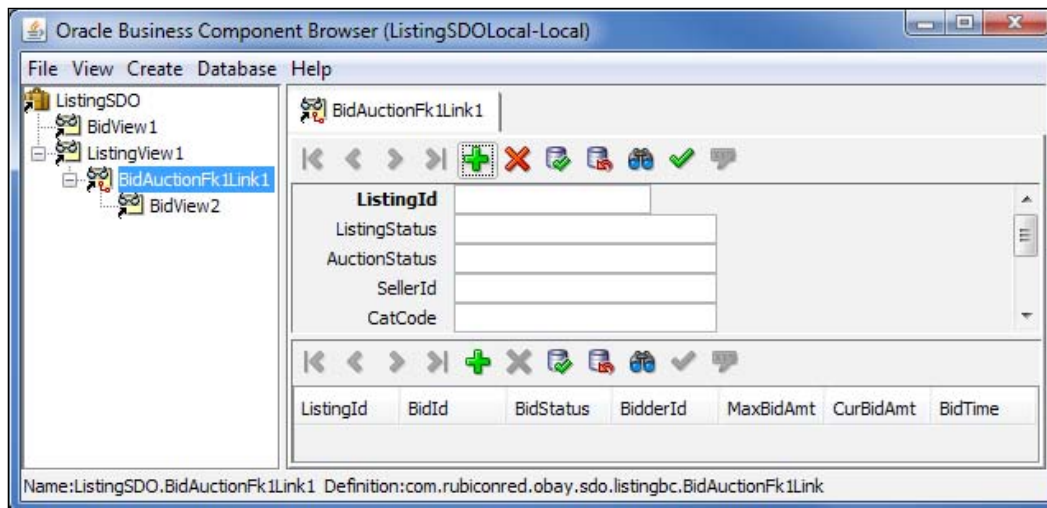 Oracle Business Component Browser (ListingSDOLocal-Local)
File View Create Database Help
ListingSDO
BidView1
ListingView1
BidAuctionFk1Link1
BidView2
BidAuctionFk1Link1
ListingId
ListingStatus
AuctionStatus
SellerId
CatCode
ListingId BidId BidStatus BidderId MaxBidAmt CurBidAmt BidTime
Name:ListingSDO.BidAuctionFk1Link1 Definition:com.rubiconred.obay.sdo.listingbc.BidAuctionFk1Link